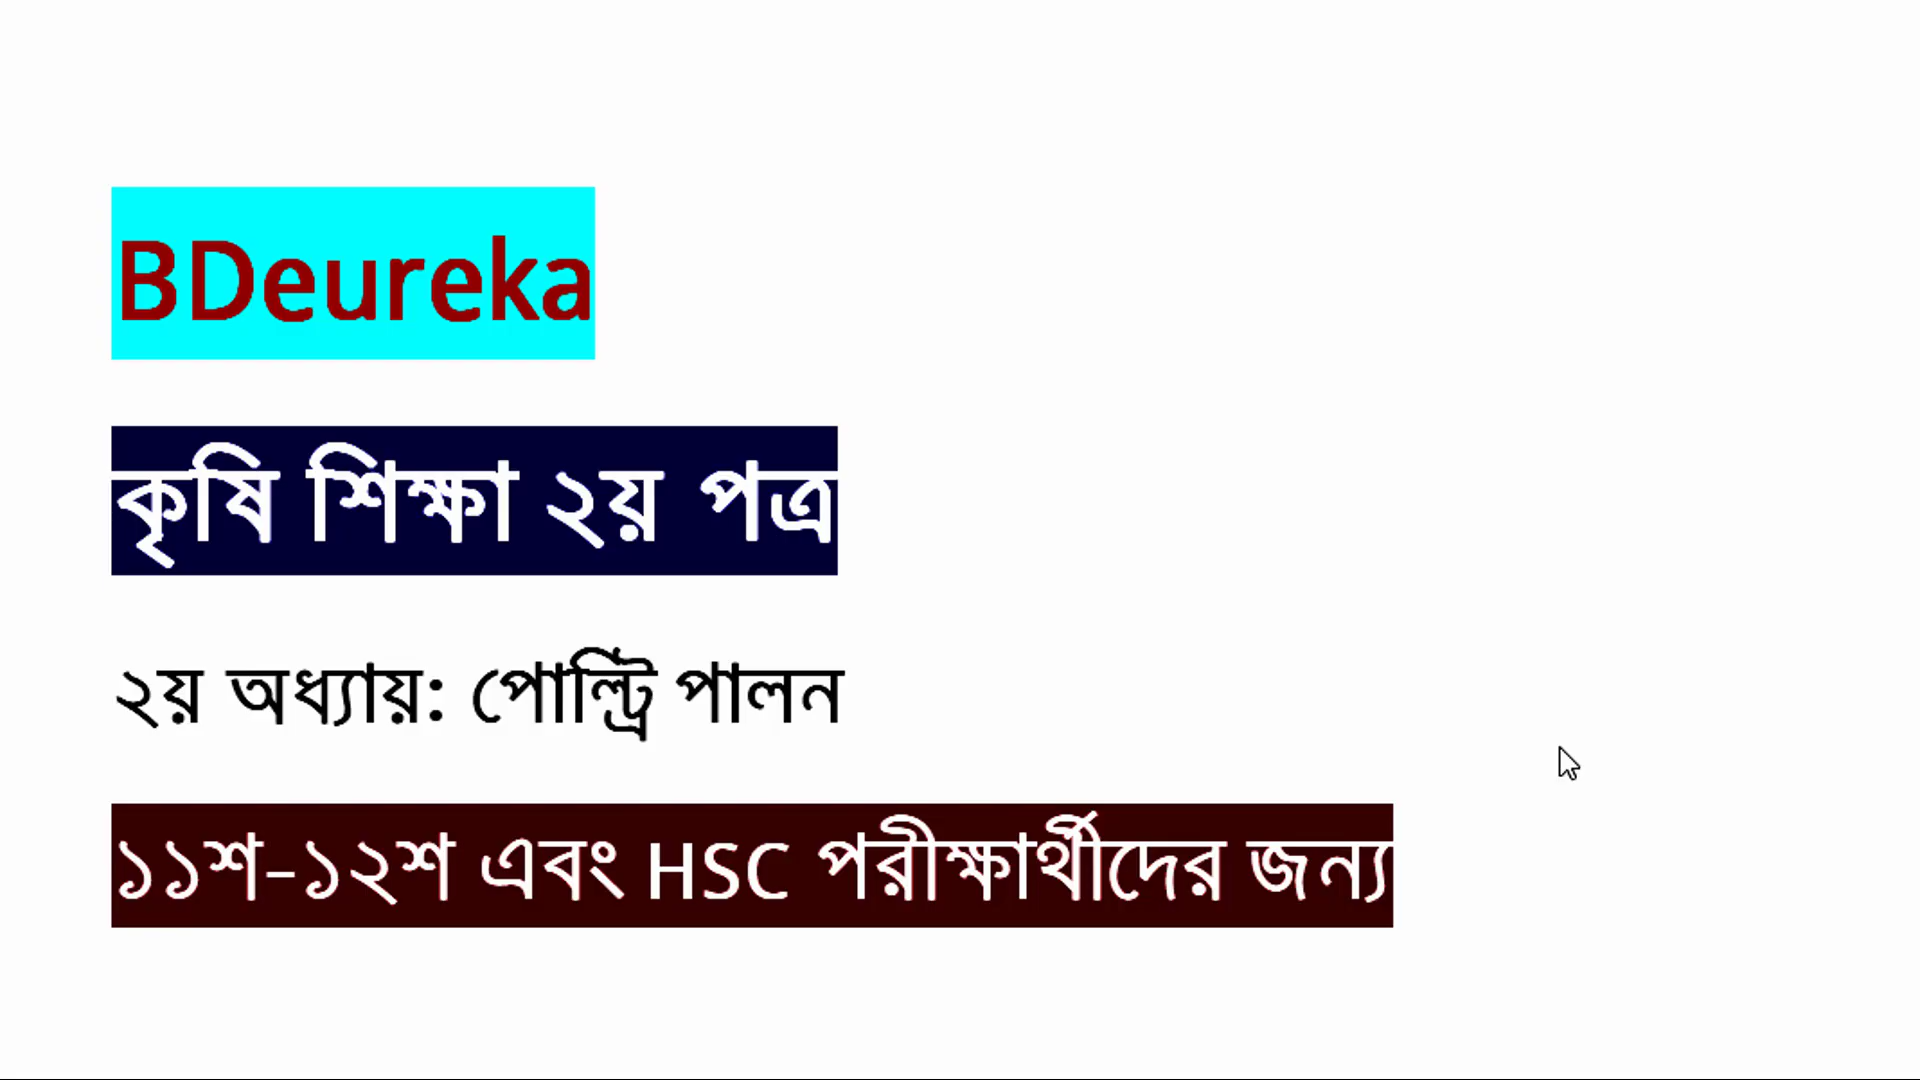 BDeureka
কৃষি শিক্ষা ২য় পত্র
২য় অধ্যায়: পোল্ট্রি পালন
১১শ-১২শ এবং HSC পরীক্ষার্থীদের জন্য